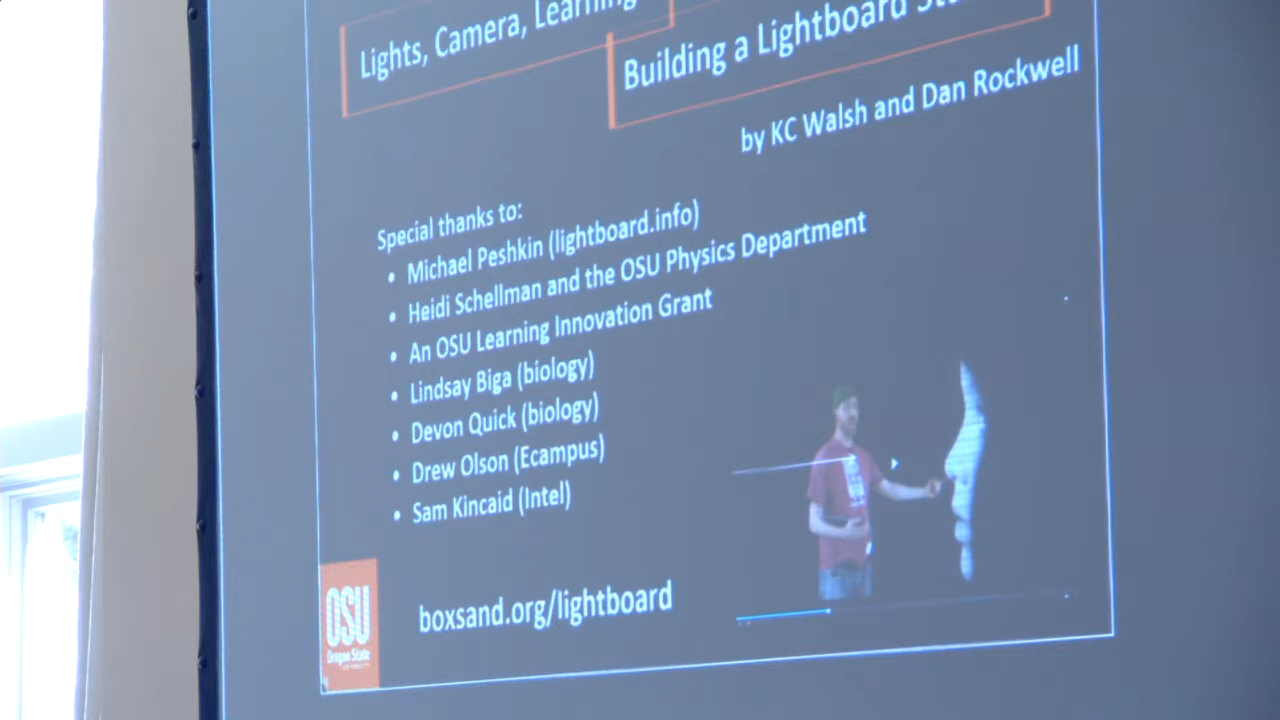 Lights, Camera, Learning
Building a Lightboard
by KC Walsh and Dan Rockwell
Special thanks to:
• Michael Peshkin (lightboard.info)
• Heidi Schellman and the OSU Physics Department
• An OSU Learning Innovation Grant
• Lindsay Biga (biology)
• Devon Quick (biology)
• Drew Olson (Ecampus)
• Sam Kincaid (Intel)
OSU
Oregon State
boxsand.org/lightboard